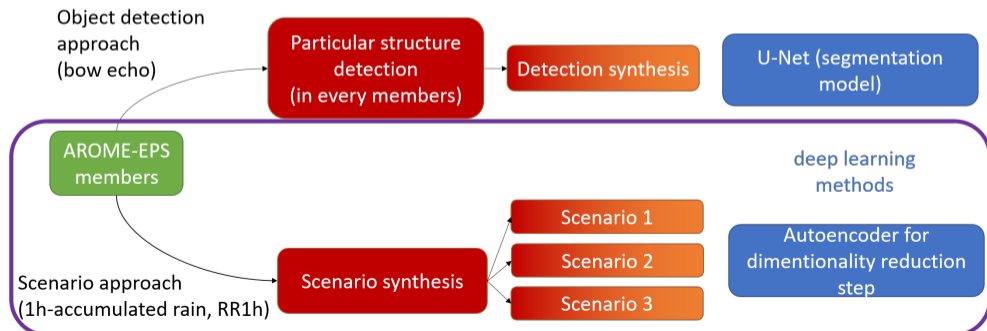 Object detection
approach
(bow echo)
Particular structure
detection
(in every members)
Detection synthesis
U-Net (segmentation
model)
AROME-EPS
members
deep learning
methods
Scenario approach
(1h-accumulated rain, RR1h)
Scenario synthesis
Scenario 1
Scenario 2
Scenario 3
Autoencoder for
dimentionality reduction
step